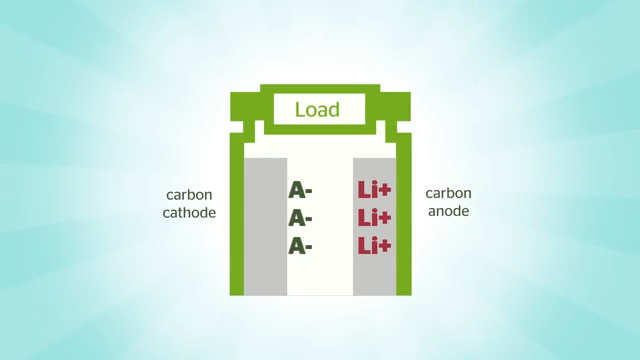 Load
carbon
cathode
A-
A-
A-
Li+
Li+
Li+
carbon
anode